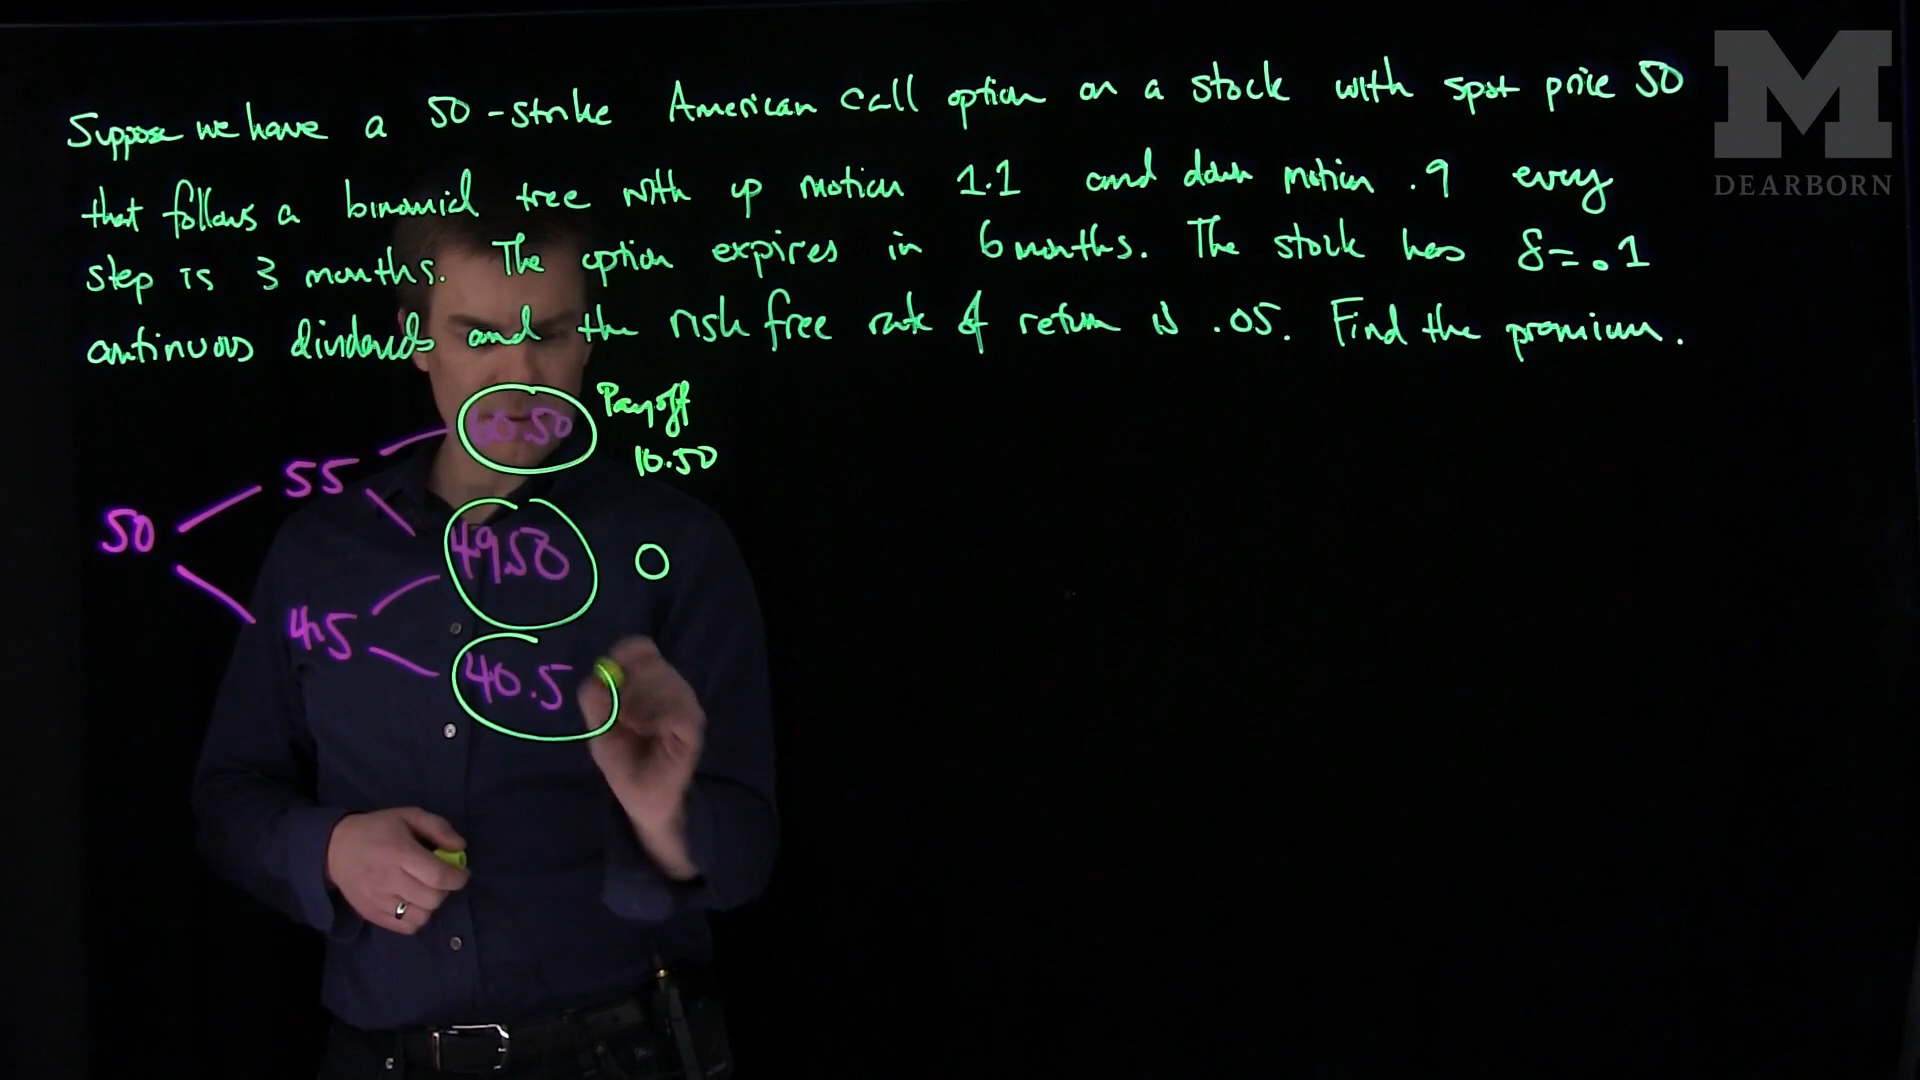 Suppose we have a 50-strike American call option on a stock with spot price 50
that follows a binomial tree with up motion 1.1 and down motion .9 every
step is 3 months. The option expires in 6 months. The stock has δ=.1
continuous dividends and the risk free rate of return is .05. Find the premium.
M
DEARBORN
60.50 Payoff
10.50
55
50
49.50 0
45
40.5